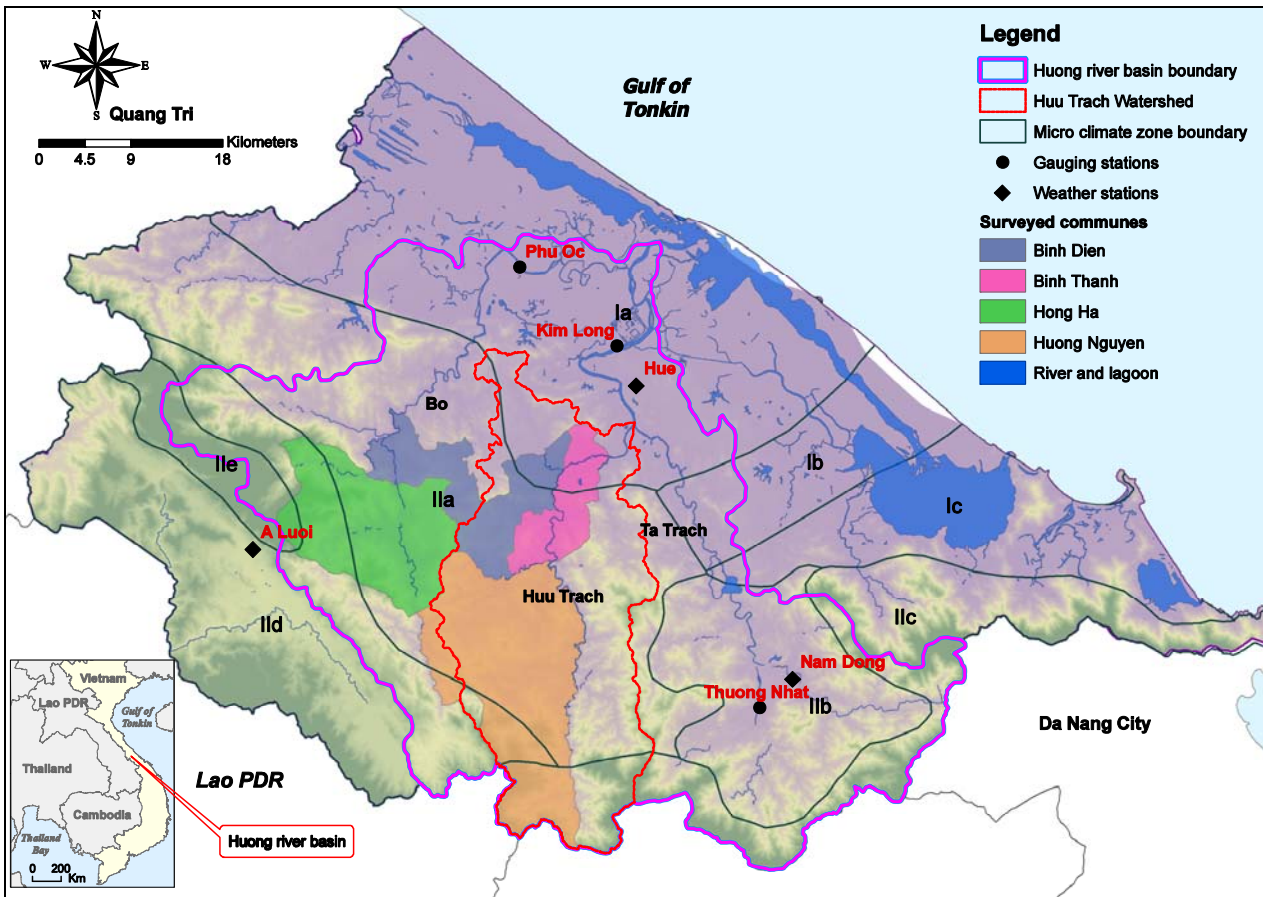 N
W
E
S
Quang Tri
Kilometers
0 4.5 9 18
Gulf of
Tonkin
Legend
Huong river basin boundary
Huu Trach Watershed
Micro climate zone boundary
Gauging stations
Weather stations
Surveyed communes
Binh Dien
Binh Thanh
Hong Ha
Huong Nguyen
River and lagoon
Phu Oc
Ia
Kim Long
Hue
Bo
Ib
IIe
IIa
Ic
A Luoi
Ta Trach
Huu Trach
IIc
IId
Nam Dong
Thuong Nhat
IIb
Da Nang City
Lao PDR
Vietnam
Lao PDR
Gulf of
Tonkin
Thailand
Cambodia
Thailand
Bay
0 200
Km
Huong river basin